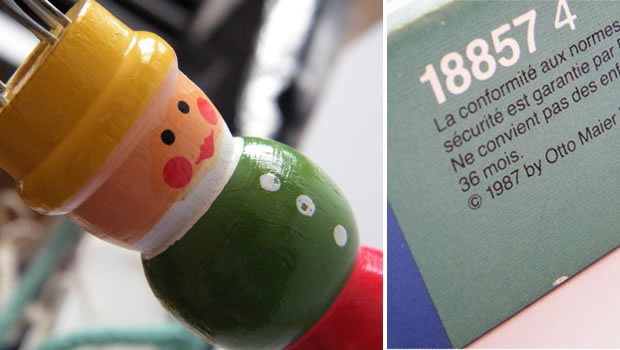 18857 4
La conformité aux normes
sécurité est garantie par
Ne convient pas des enf
36 mois.
© 1987 by Otto Maier